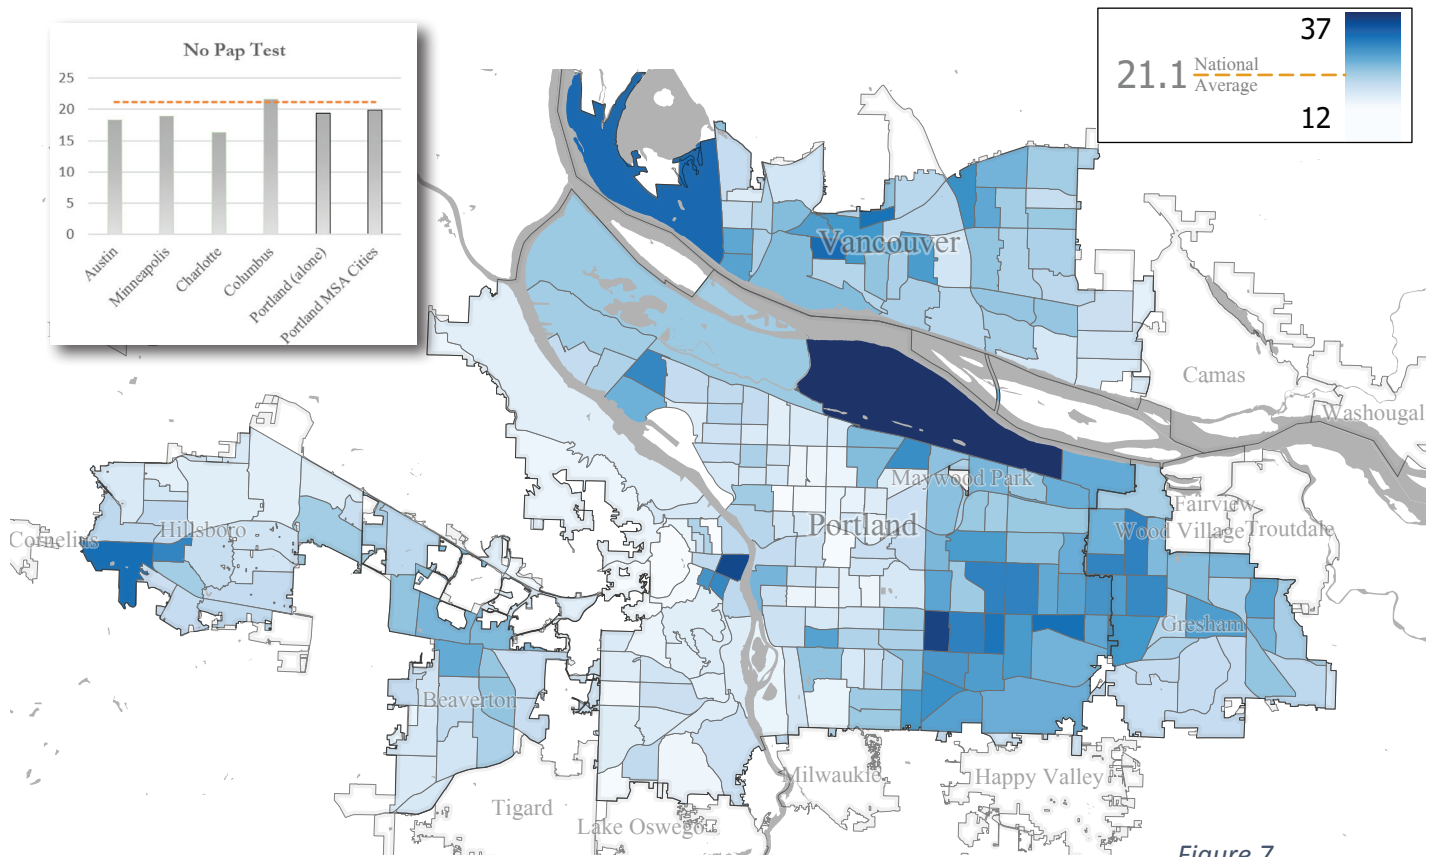 No Pap Test
25
20
15
10
5
0
Austin
Minneapolis
Charlotte
Columbus
Portland (alone)
Portland MSA Cities
37
21.1 National
Average
12
Vancouver
Camas
Washougal
Maywood Park
Fairview
Portland
Wood Village Troutdale
Cornelius
Hillsboro
Gresham
Beaverton
Milwaukie
Happy Valley
Tigard
Lake Oswego
Figure 7